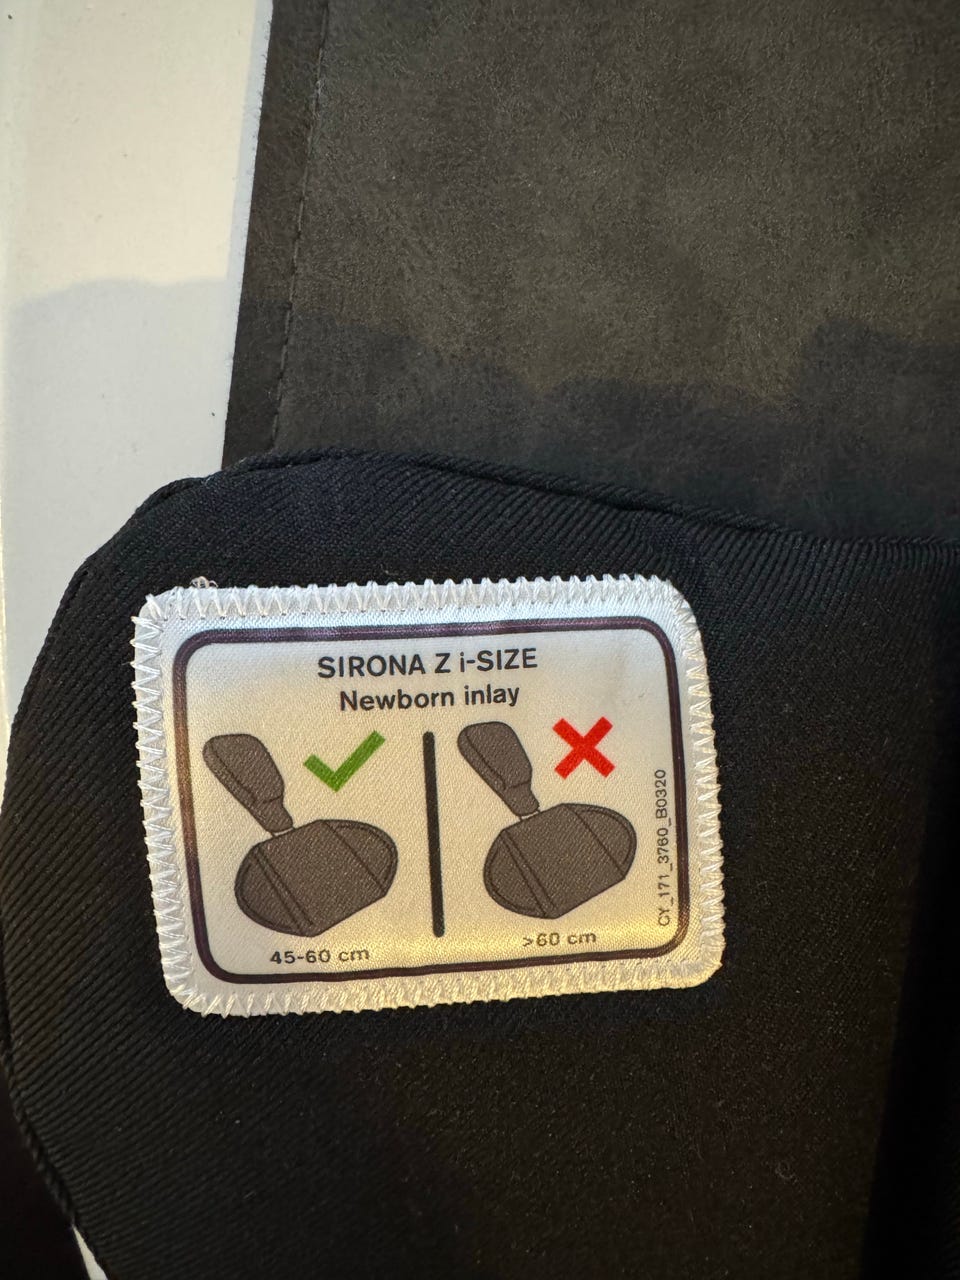 SIRONA Z i-SIZE
Newborn inlay
45-60 cm
>60 cm
CY_171_3760_B0320